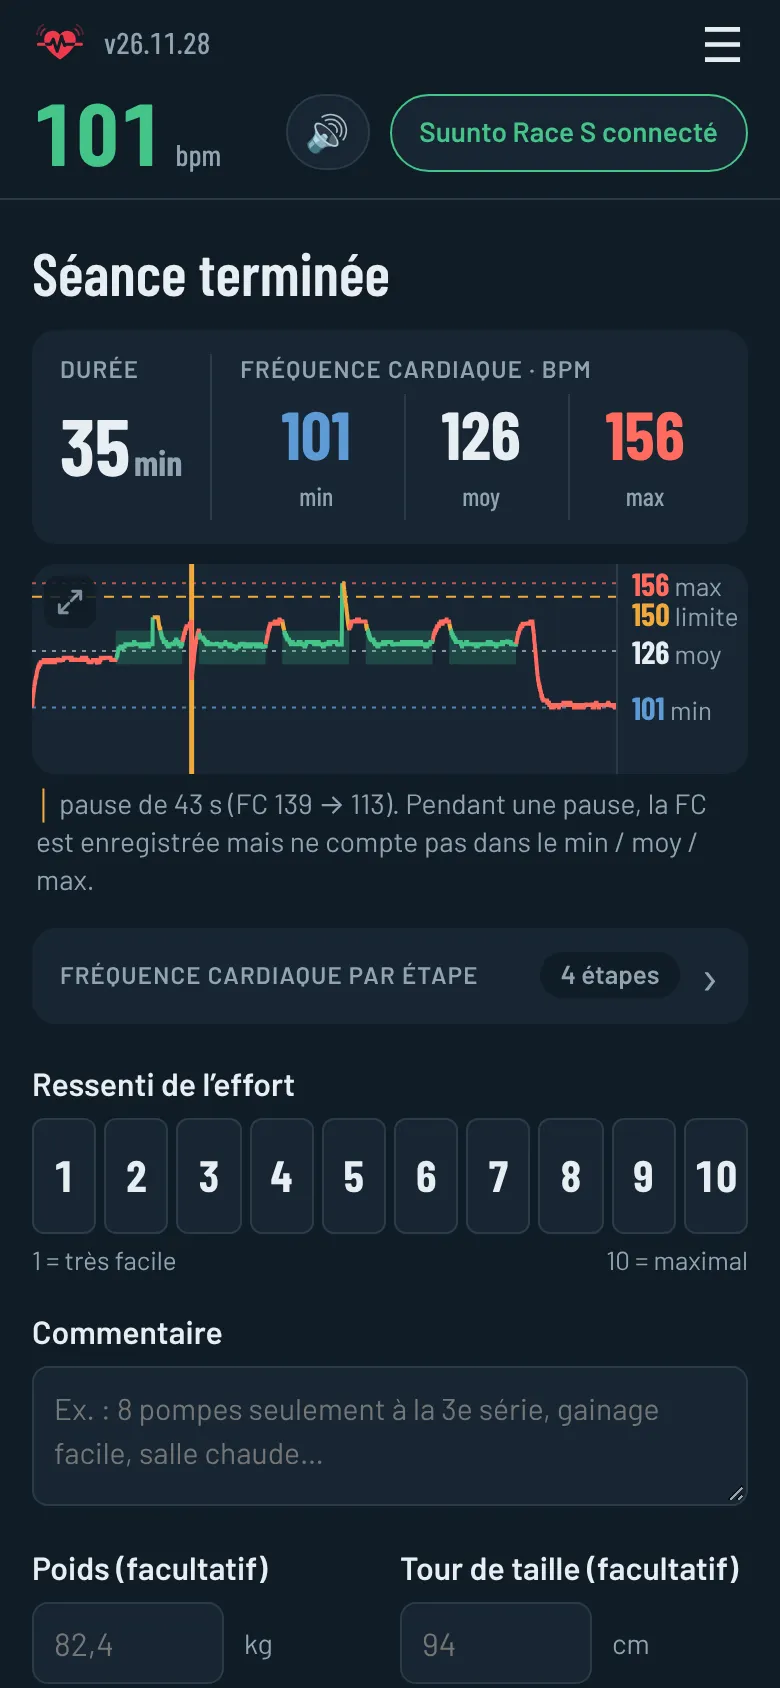 v26.11.28
101 bpm
Suunto Race S connecté
Séance terminée
DURÉE
35 min
FRÉQUENCE CARDIAQUE · BPM
101
min
126
moy
156
max
156 max
150 limite
126 moy
101 min
pause de 43 s (FC 139 → 113). Pendant une pause, la FC
est enregistrée mais ne compte pas dans le min / moy /
max.
FRÉQUENCE CARDIAQUE PAR ÉTAPE
4 étapes
Ressenti de l'effort
1 2 3 4 5 6 7 8 9 10
1 = très facile
10 = maximal
Commentaire
Ex. : 8 pompes seulement à la 3e série, gainage
facile, salle chaude...
Poids (facultatif)
82,4 kg
Tour de taille (facultatif)
94 cm